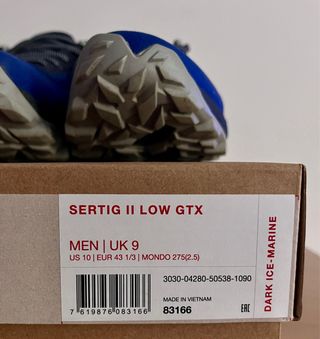 SERTIG II LOW GTX
MEN | UK 9
US 10 | EUR 43 1/3 | MONDO 275(2.5)
3030-04280-50538-1090
MADE IN VIETNAM
83166
EAC
7 619876 083166
DARK ICE-MARINE